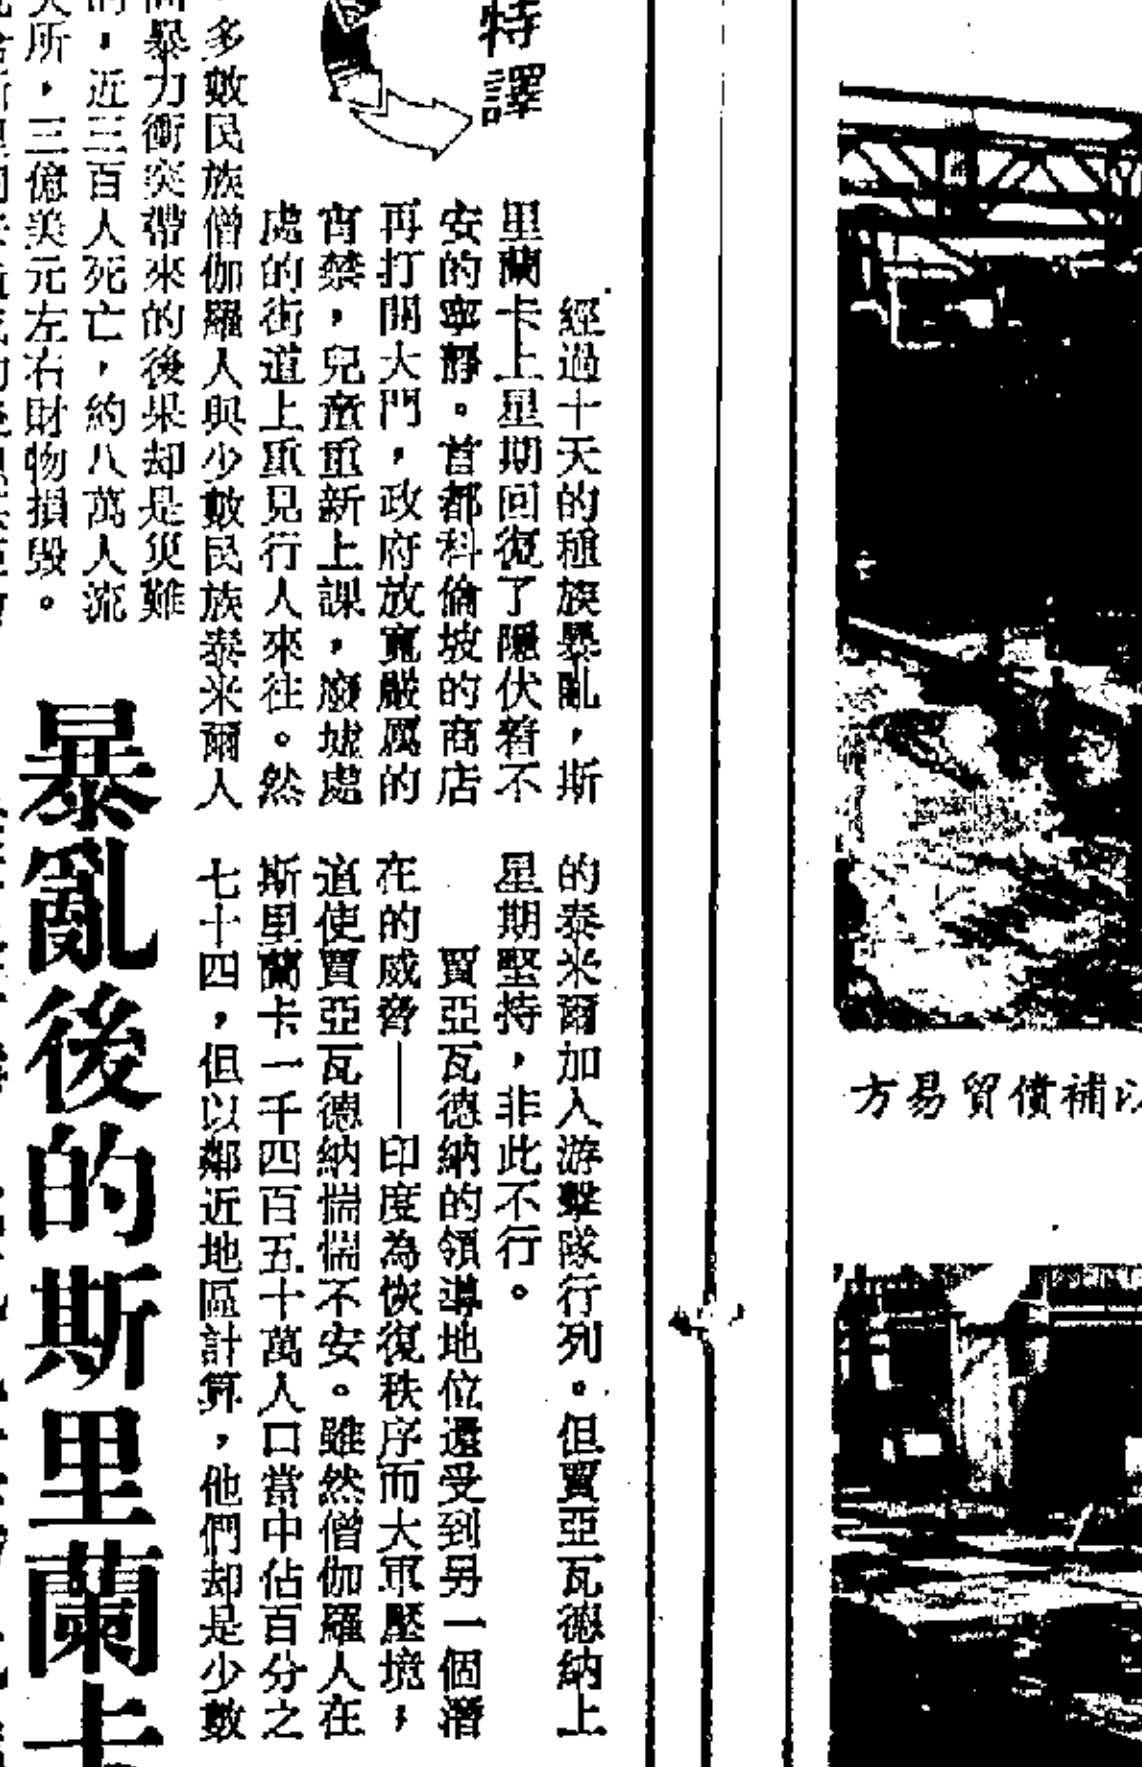 特譯
經過十天的種族暴亂，斯
里蘭卡上星期回復了隱伏着不
安的寧靜。首都科倫坡的商店
再打開大門，政府放寬嚴厲的
宵禁，兒童重新上課，廢墟處
處的街道上重見行人來往。然
多數民族僧伽羅人與少數民族泰米爾人
暴力衝突帶來的後果却是災難
，近三百人死亡，約八萬人流
所，三億美元左右財物損毀。
暴亂後的斯里蘭卡
的泰米爾加入游擊隊行列。但賈亞瓦德納上
星期堅持，非此不行。
賈亞瓦德納的領導地位還受到另一個潛
在的威脅——印度為恢復秩序而大軍壓境，
道使賈亞瓦德納惴惴不安。雖然僧伽羅人在
斯里蘭卡一千四百五十萬人口當中佔百分之
七十四，但以鄰近地區計算，他們却是少數
方易貿償補以